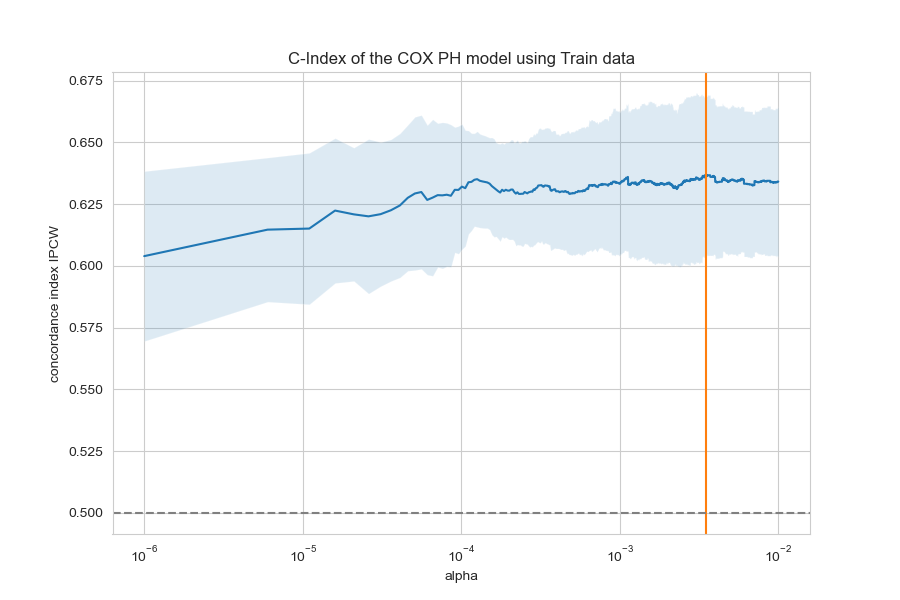 C-Index of the COX PH model using Train data
concordance index IPCW
0.675
0.650
0.625
0.600
0.575
0.550
0.525
0.500
10⁻⁶ 10⁻⁵ 10⁻⁴ 10⁻³ 10⁻²
alpha